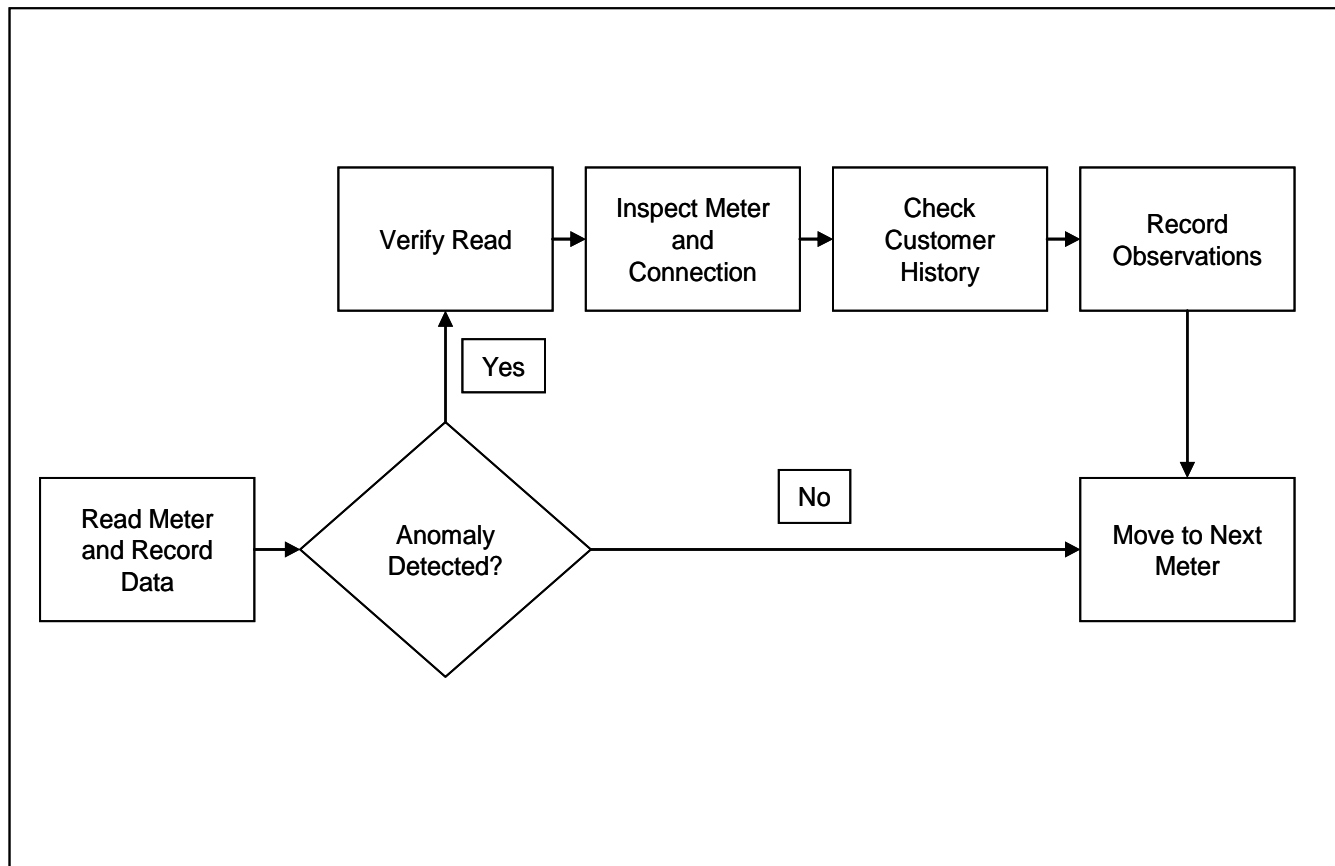 Verify Read
Inspect Meter
and
Connection
Check
Customer
History
Record
Observations
Yes
No
Read Meter
and Record
Data
Anomaly
Detected?
Move to Next
Meter